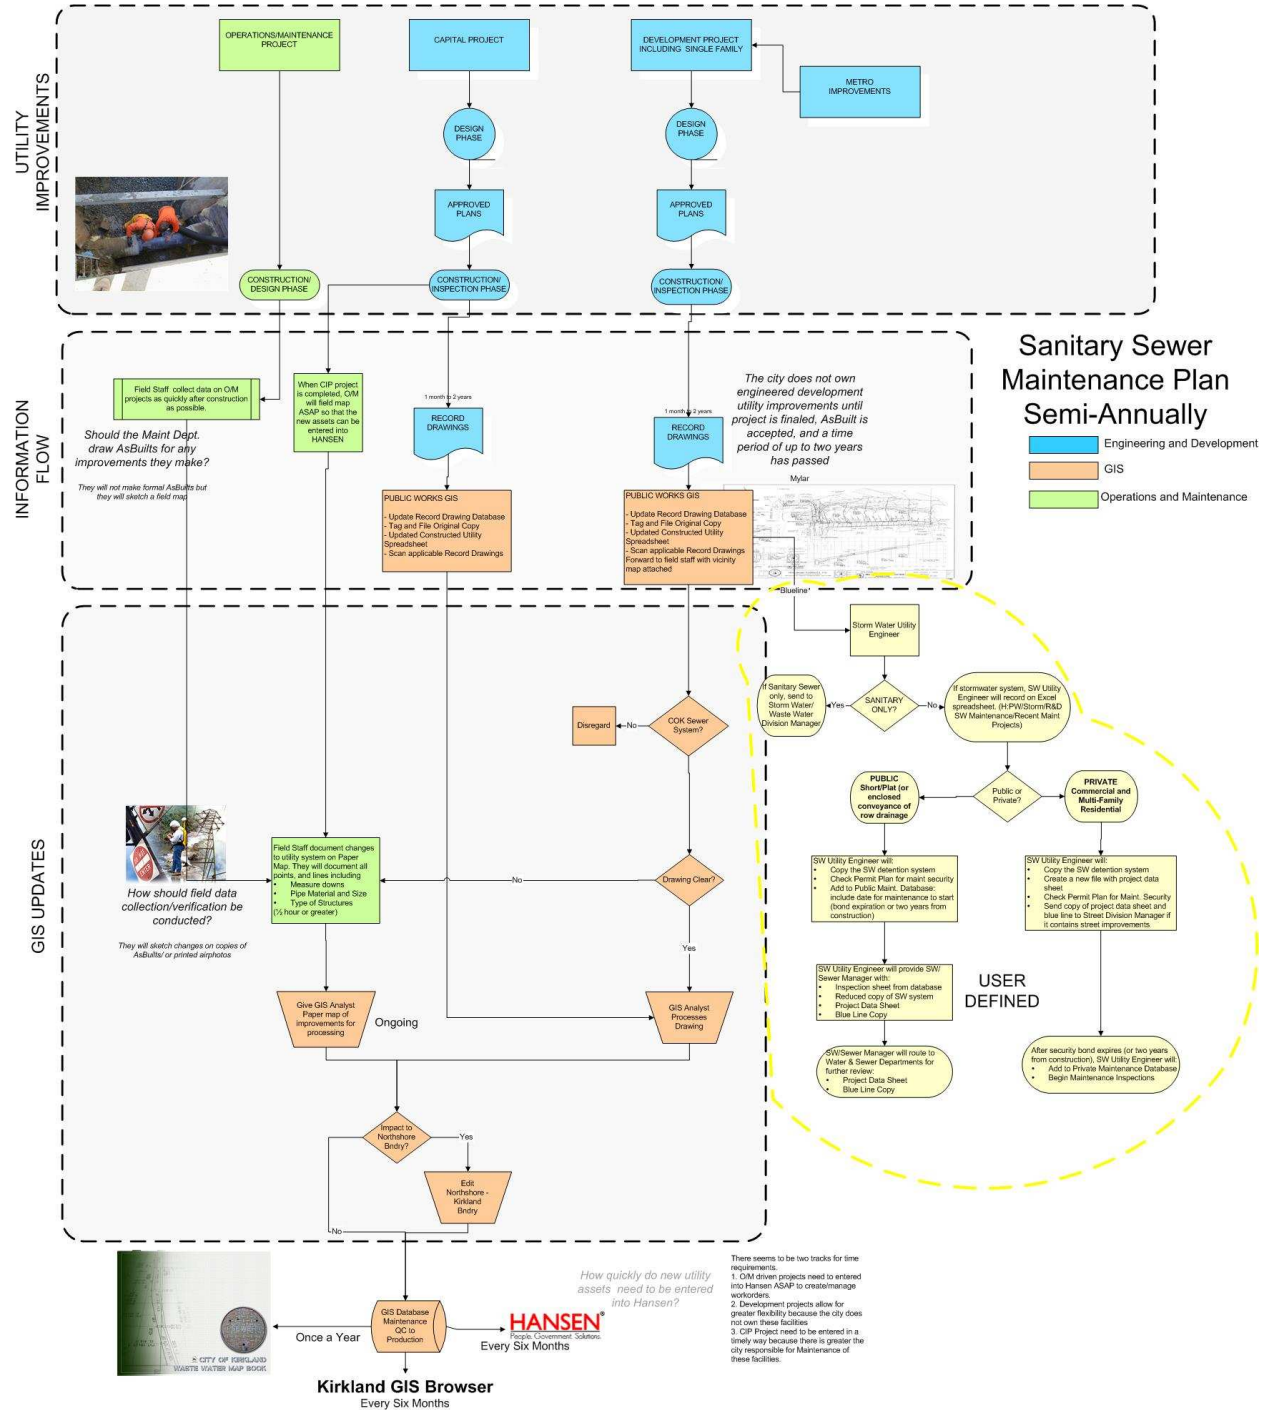 UTILITY
IMPROVEMENTS
OPERATIONS/MAINTENANCE
PROJECT
CAPITAL PROJECT
DEVELOPMENT PROJECT
INCLUDING SINGLE FAMILY
METRO
IMPROVEMENTS
DESIGN
PHASE
DESIGN
PHASE
APPROVED
PLANS
APPROVED
PLANS
CONSTRUCTION/
DESIGN PHASE
CONSTRUCTION/
INSPECTION PHASE
CONSTRUCTION/
INSPECTION PHASE
Sanitary Sewer
Maintenance Plan
Semi-Annually
Engineering and Development
GIS
Operations and Maintenance
INFORMATION
FLOW
Field Staff collect data on O/M
projects as quickly after construction
as possible.
Should the Maint Dept.
draw AsBuilts for any
improvements they make?
They will not make formal AsBuilts but
they will sketch a field map
When CIP project
is completed, O/M
will field map
ASAP so that the
new assets can be
entered into
HANSEN
1 month to 2 years
RECORD
DRAWINGS
1 month to 2 years
RECORD
DRAWINGS
The city does not own
engineered development
utility improvements until
project is finaled, AsBuilt is
accepted, and a time
period of up to two years
has passed
Mylar
PUBLIC WORKS GIS
- Update Record Drawing Database
- Tag and File Original Copy
- Updated Constructed Utility
Spreadsheet
- Scan applicable Record Drawings
PUBLIC WORKS GIS
- Update Record Drawing Database
- Tag and File Original Copy
- Updated Constructed Utility
Spreadsheet
- Scan applicable Record Drawings
Forward to field staff with vicinity
map attached
Blueline
Storm Water Utility
Engineer
SANITARY
ONLY?
Yes
No
If Sanitary Sewer
only, send to
Storm Water/
Waste Water
Division Manager
If stormwater system, SW Utility
Engineer will record on Excel
spreadsheet. (H:PW/Storm/R&D
SW Maintenance/Recent Maint
Projects)
Public or
Private?
PUBLIC
Short/Plat (or
enclosed
conveyance of
row drainage
PRIVATE
Commercial and
Multi-Family
Residential
SW Utility Engineer will:
• Copy the SW detention system
• Check Permit Plan for maint security
• Add to Public Maint. Database:
include date for maintenance to start
(bond expiration or two years from
construction)
SW Utility Engineer will:
• Copy the SW detention system
• Create a new file with project data
sheet
• Check Permit Plan for Maint. Security
• Send copy of project data sheet and
blue line to Street Division Manager if
it contains street improvements
SW Utility Engineer will provide SW/
Sewer Manager with:
• Inspection sheet from database
• Reduced copy of SW system
• Project Data Sheet
• Blue Line Copy
USER
DEFINED
SW/Sewer Manager will route to
Water & Sewer Departments for
further review:
• Project Data Sheet
• Blue Line Copy
After security bond expires (or two years
from construction), SW Utility Engineer will:
• Add to Private Maintenance Database
• Begin Maintenance Inspections
GIS UPDATES
Disregard
No
COK Sewer
System?
Drawing Clear?
No
Yes
Field Staff document changes
to utility system on Paper
Map. They will document all
points, and lines including
• Measure downs
• Pipe Material and Size
• Type of Structures
(½ hour or greater)
How should field data
collection/verification be
conducted?
They will sketch changes on copies of
AsBuilts/ or printed airphotos
Give GIS Analyst
Paper map of
improvements for
processing
Ongoing
GIS Analyst
Processes
Drawing
Impact to
Northshore
Bndry?
Yes
Edit
Northshore -
Kirkland
Bndry
No
GIS Database
Maintenance
QC to
Production
Once a Year
CITY OF KIRKLAND
WASTE WATER MAP BOOK
HANSEN®
People. Government. Solutions.
Every Six Months
How quickly do new utility
assets need to be entered
into Hansen?
There seems to be two tracks for time
requirements.
1. O/M driven projects need to entered
into Hansen ASAP to create/manage
workorders.
2. Development projects allow for
greater flexibility because the city does
not own these facilities
3. CIP Project need to be entered in a
timely way because there is greater the
city responsible for Maintenance of
these facilities.
Kirkland GIS Browser
Every Six Months